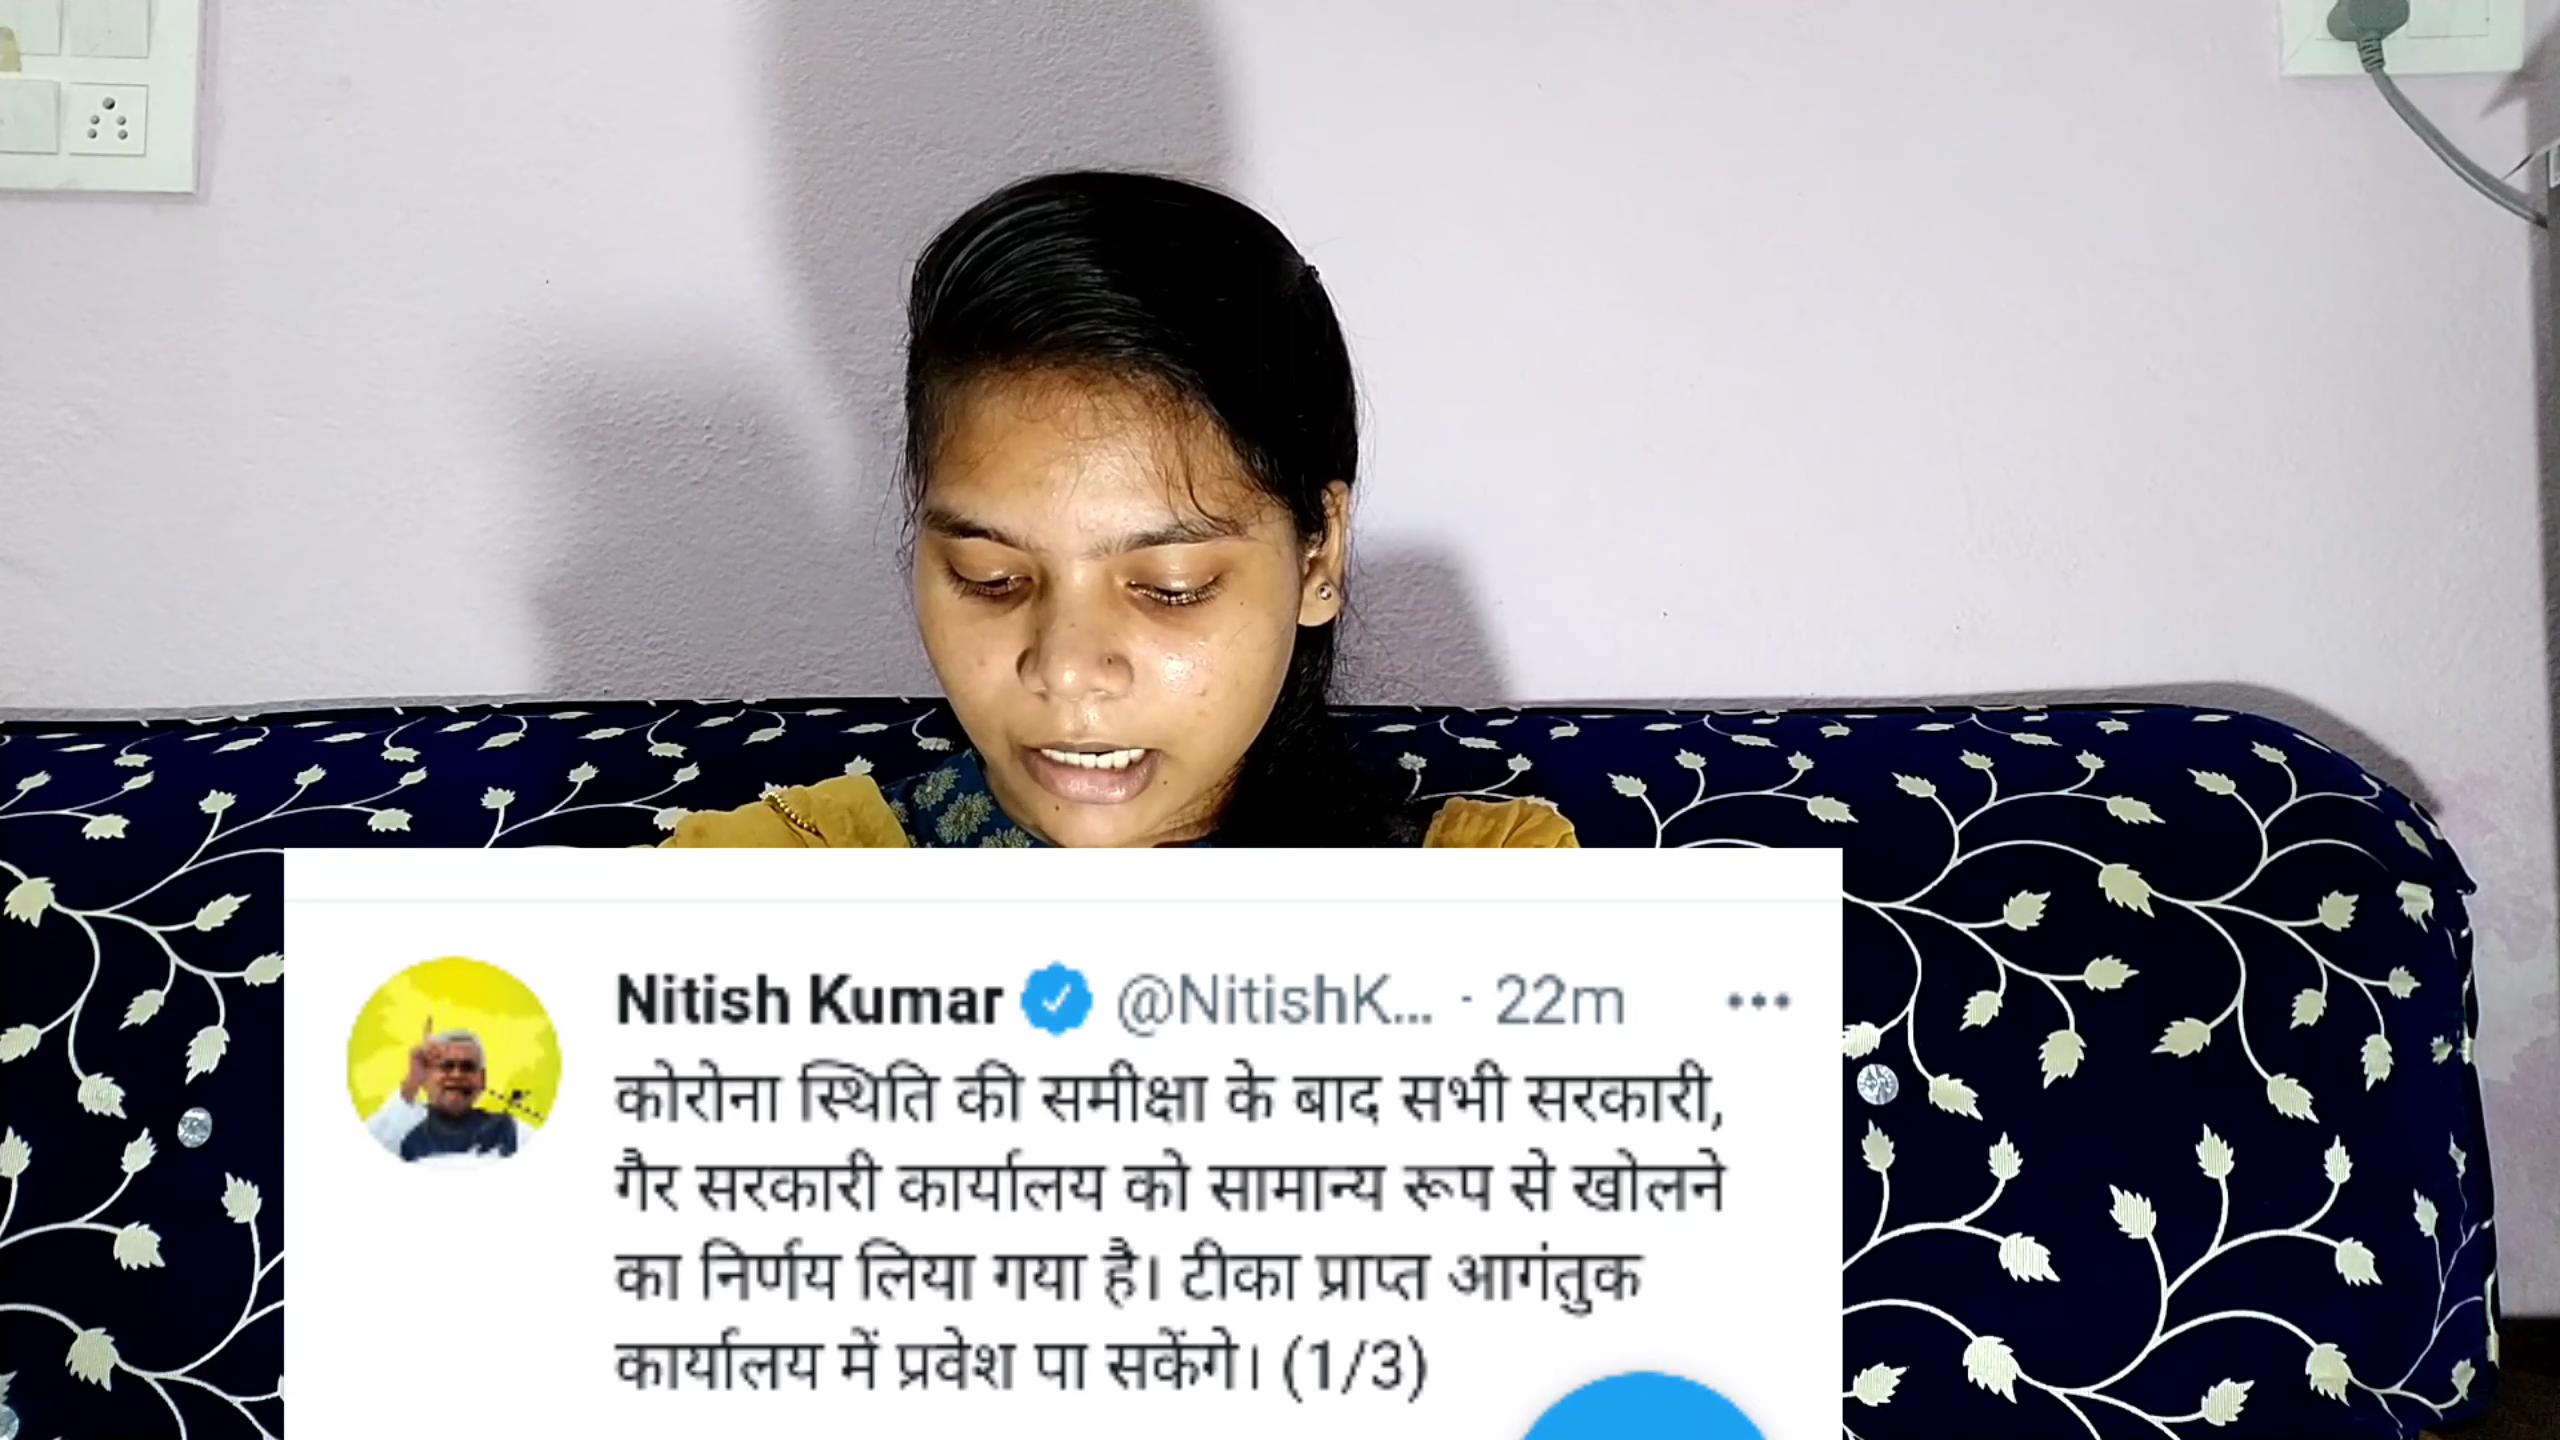 Nitish Kumar @NitishK... · 22m
कोरोना स्थिति की समीक्षा के बाद सभी सरकारी,
गैर सरकारी कार्यालय को सामान्य रूप से खोलने
का निर्णय लिया गया है। टीका प्राप्त आगंतुक
कार्यालय में प्रवेश पा सकेंगे। (1/3)